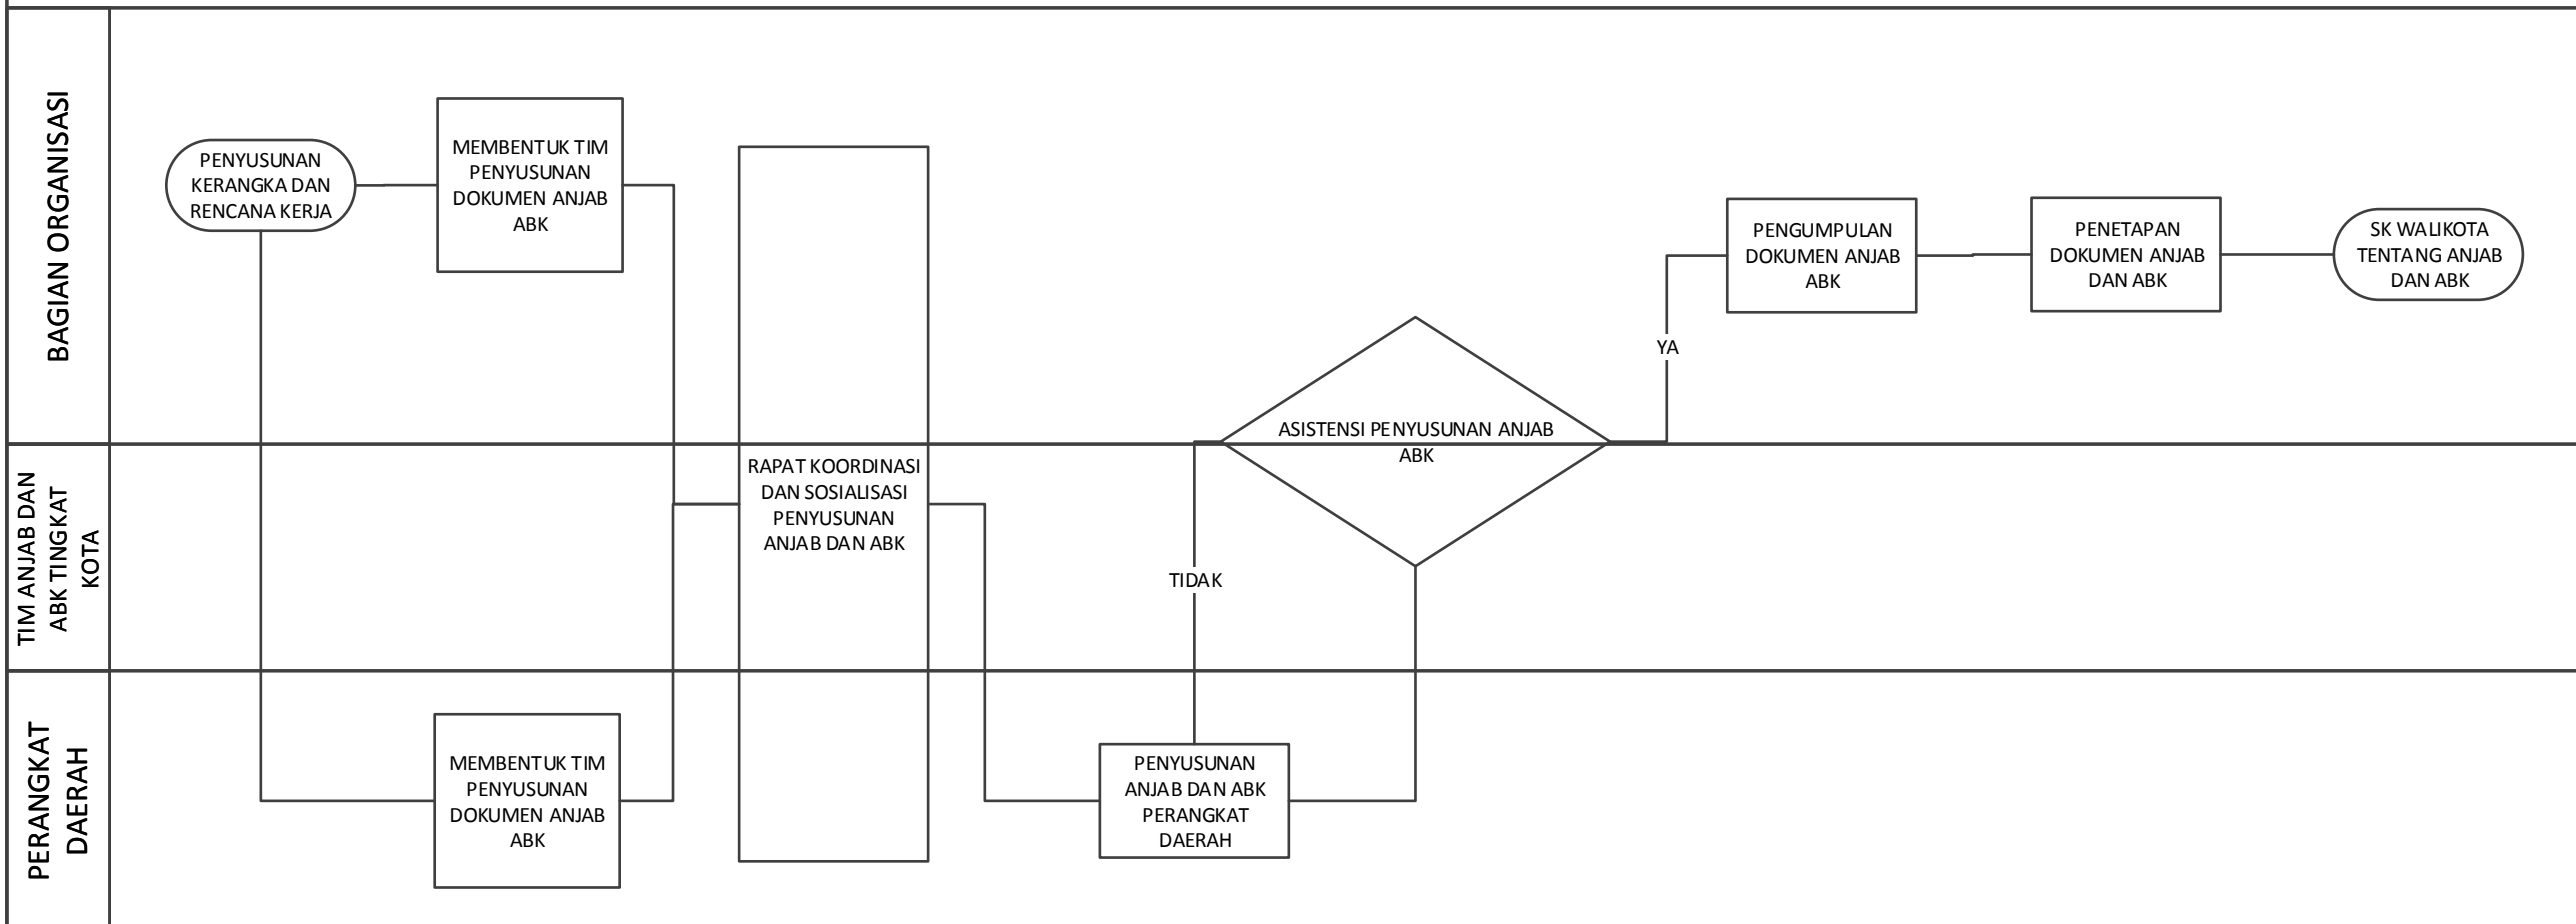 BAGIAN ORGANISASI
PENYUSUNAN
KERANGKA DAN
RENCANA KERJA
MEMBENTUK TIM
PENYUSUNAN
DOKUMEN ANJAB
ABK
PENGUMPULAN
DOKUMEN ANJAB
ABK
PENETAPAN
DOKUMEN ANJAB
DAN ABK
SK WALIKOTA
TENTANG ANJAB
DAN ABK
YA
ASISTENSI PENYUSUNAN ANJAB
ABK
TIM ANJAB DAN
ABK TINGKAT
KOTA
RAPAT KOORDINASI
DAN SOSIALISASI
PENYUSUNAN
ANJAB DAN ABK
TIDAK
PERANGKAT
DAERAH
MEMBENTUK TIM
PENYUSUNAN
DOKUMEN ANJAB
ABK
PENYUSUNAN
ANJAB DAN ABK
PERANGKAT
DAERAH